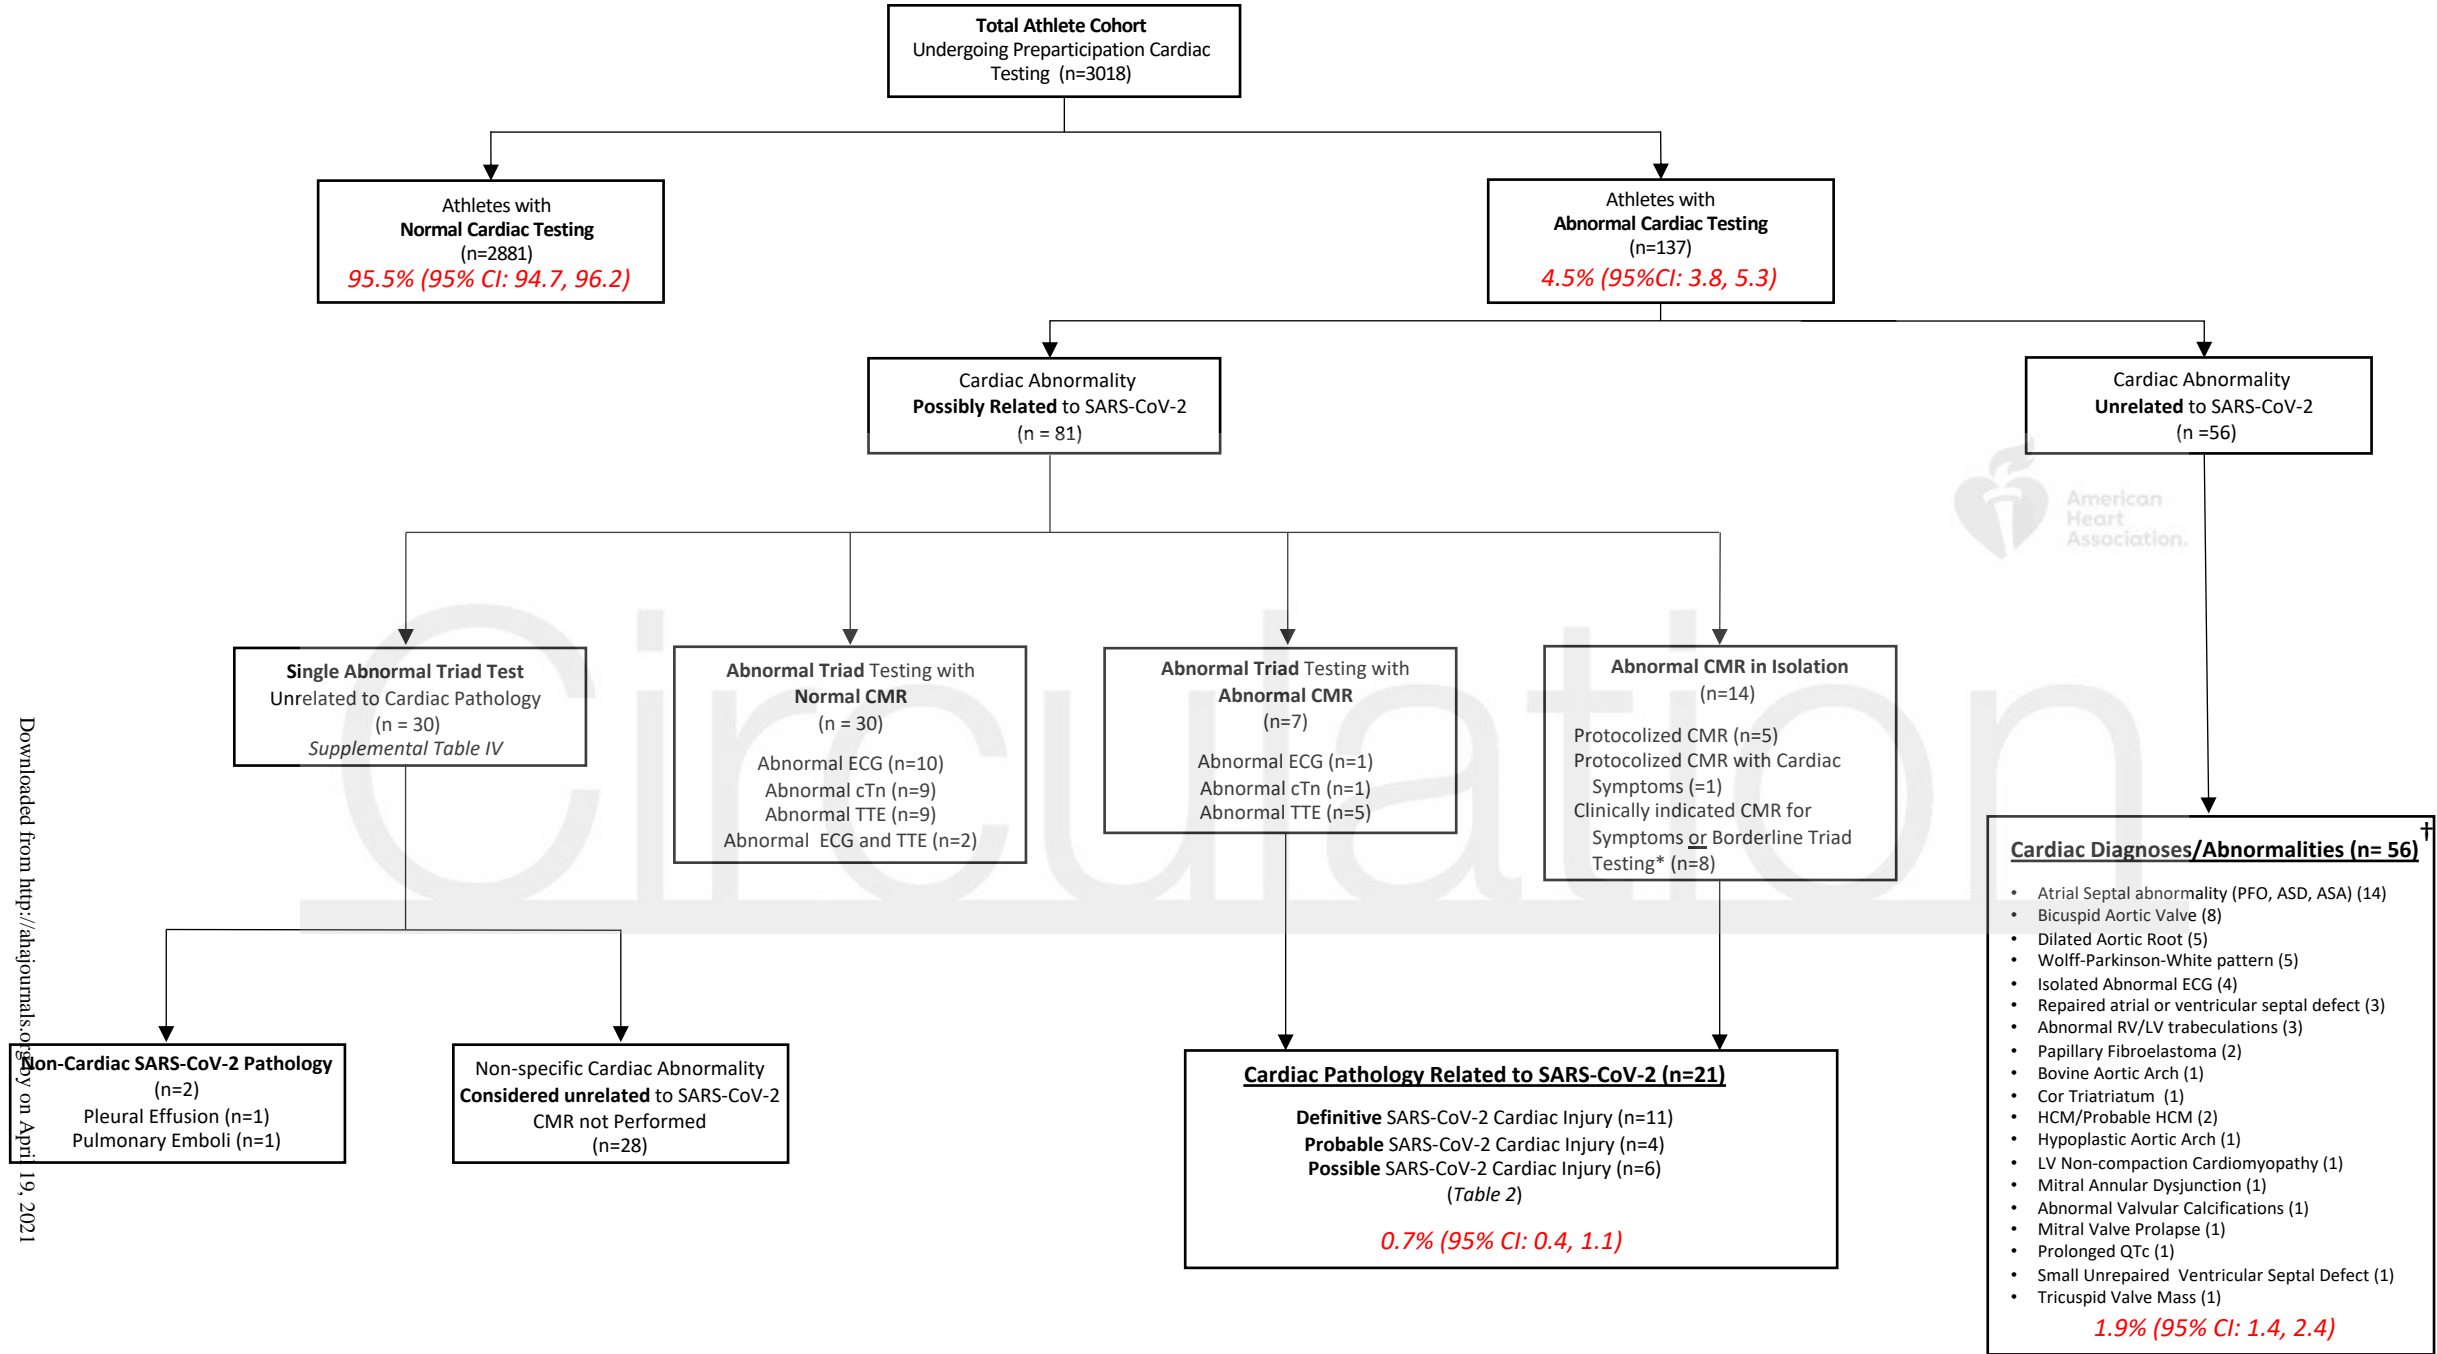 Total Athlete Cohort
Undergoing Preparticipation Cardiac
Testing (n=3018)
Athletes with
Normal Cardiac Testing
(n=2881)
95.5% (95% CI: 94.7, 96.2)
Athletes with
Abnormal Cardiac Testing
(n=137)
4.5% (95%CI: 3.8, 5.3)
Cardiac Abnormality
Possibly Related to SARS-CoV-2
(n = 81)
Cardiac Abnormality
Unrelated to SARS-CoV-2
(n =56)
American
Heart
Association.
Circulation
Single Abnormal Triad Test
Unrelated to Cardiac Pathology
(n = 30)
Supplemental Table IV
Abnormal Triad Testing with
Normal CMR
(n = 30)
Abnormal ECG (n=10)
Abnormal cTn (n=9)
Abnormal TTE (n=9)
Abnormal ECG and TTE (n=2)
Abnormal Triad Testing with
Abnormal CMR
(n=7)
Abnormal ECG (n=1)
Abnormal cTn (n=1)
Abnormal TTE (n=5)
Abnormal CMR in Isolation
(n=14)
Protocolized CMR (n=5)
Protocolized CMR with Cardiac
Symptoms (=1)
Clinically indicated CMR for
Symptoms or Borderline Triad
Testing* (n=8)
Non-Cardiac SARS-CoV-2 Pathology
(n=2)
Pleural Effusion (n=1)
Pulmonary Emboli (n=1)
Non-specific Cardiac Abnormality
Considered unrelated to SARS-CoV-2
CMR not Performed
(n=28)
Cardiac Pathology Related to SARS-CoV-2 (n=21)
Definitive SARS-CoV-2 Cardiac Injury (n=11)
Probable SARS-CoV-2 Cardiac Injury (n=4)
Possible SARS-CoV-2 Cardiac Injury (n=6)
(Table 2)
0.7% (95% CI: 0.4, 1.1)
Cardiac Diagnoses/Abnormalities (n= 56)†
• Atrial Septal abnormality (PFO, ASD, ASA) (14)
• Bicuspid Aortic Valve (8)
• Dilated Aortic Root (5)
• Wolff-Parkinson-White pattern (5)
• Isolated Abnormal ECG (4)
• Repaired atrial or ventricular septal defect (3)
• Abnormal RV/LV trabeculations (3)
• Papillary Fibroelastoma (2)
• Bovine Aortic Arch (1)
• Cor Triatriatum (1)
• HCM/Probable HCM (2)
• Hypoplastic Aortic Arch (1)
• LV Non-compaction Cardiomyopathy (1)
• Mitral Annular Dysjunction (1)
• Abnormal Valvular Calcifications (1)
• Mitral Valve Prolapse (1)
• Prolonged QTc (1)
• Small Unrepaired Ventricular Septal Defect (1)
• Tricuspid Valve Mass (1)
1.9% (95% CI: 1.4, 2.4)
Downloaded from http://ahajournals.org by on April 19, 2021